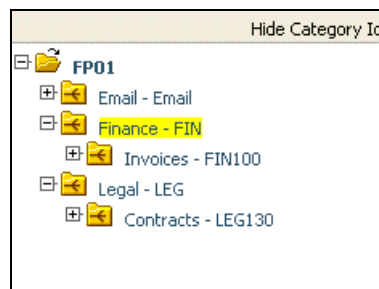 Hide Category Ic
FP01
Email - Email
Finance - FIN
Invoices - FIN100
Legal - LEG
Contracts - LEG130